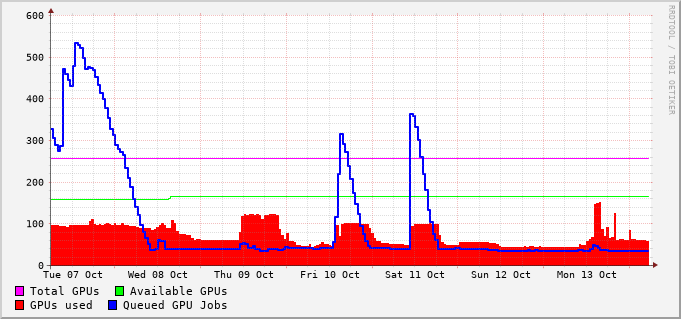 600
500
400
300
200
100
0
Tue 07 Oct Wed 08 Oct Thu 09 Oct Fri 10 Oct Sat 11 Oct Sun 12 Oct Mon 13 Oct
Total GPUs Available GPUs
GPUs used Queued GPU Jobs
RRDTOOL / TOBI OETIKER